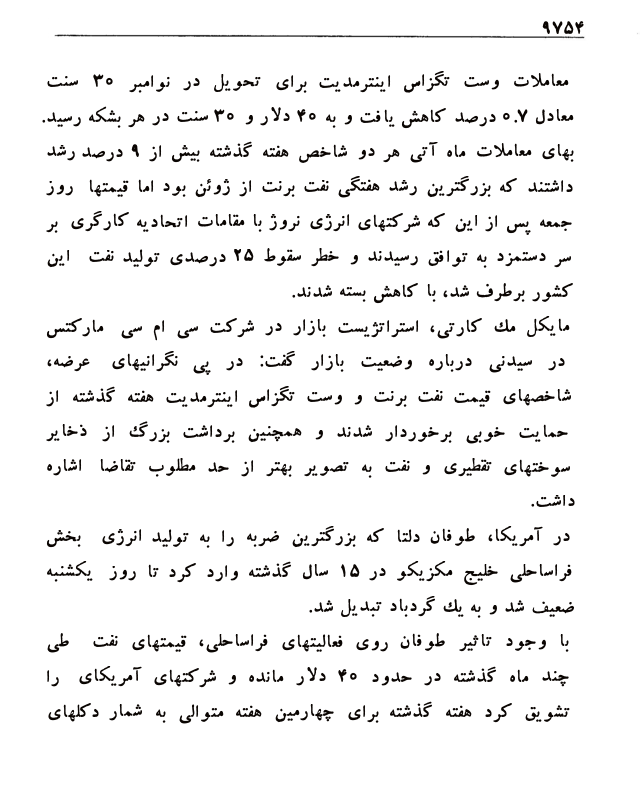 ۹۷۵۴
معاملات وست تگزاس اینترمدیت برای تحویل در نوامبر ۳۰ سنت
معادل ۰.۷ درصد کاهش یافت و به ۴۰ دلار و ۳۰ سنت در هر بشکه رسید.
بهای معاملات ماه آتی هر دو شاخص هفته گذشته بیش از ۹ درصد رشد
داشتند که بزرگترین رشد هفتگی نفت برنت از ژوئن بود اما قیمتها روز
جمعه پس از این که شرکتهای انرژی نروژ با مقامات اتحادیه کارگری بر
سر دستمزد به توافق رسیدند و خطر سقوط ۲۵ درصدی تولید نفت این
کشور برطرف شد، با کاهش بسته شدند.
مایکل مك کارتی، استراتژیست بازار در شرکت سی ام سی مارکتس
در سیدنی درباره وضعیت بازار گفت: در پی نگرانیهای عرضه،
شاخصهای قیمت نفت برنت و وست تگزاس اینترمدیت هفته گذشته از
حمایت خوبی برخوردار شدند و همچنین برداشت بزرگ از ذخایر
سوختهای تقطیری و نفت به تصویر بهتر از حد مطلوب تقاضا اشاره
داشت.
در آمریکا، طوفان دلتا که بزرگترین ضربه را به تولید انرژی بخش
فراساحلی خلیج مکزیکو در ۱۵ سال گذشته وارد کرد تا روز یکشنبه
ضعیف شد و به یك گردباد تبدیل شد.
با وجود تاثیر طوفان روی فعالیتهای فراساحلی، قیمتهای نفت طی
چند ماه گذشته در حدود ۴۰ دلار مانده و شرکتهای آمریکای را
تشویق کرد هفته گذشته برای چهارمین هفته متوالی به شمار دکلهای